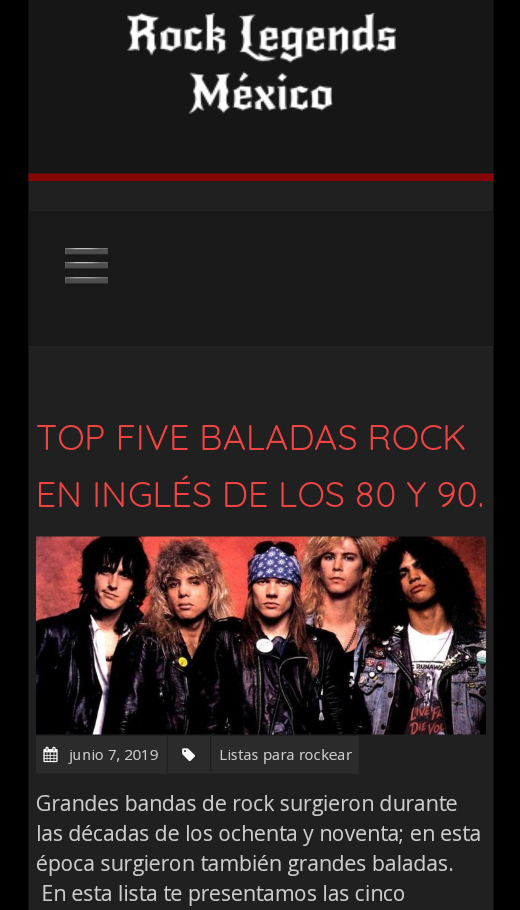 Rock Legends
México
TOP FIVE BALADAS ROCK
EN INGLÉS DE LOS 80 Y 90.
junio 7, 2019 Listas para rockear
Grandes bandas de rock surgieron durante
las décadas de los ochenta y noventa; en esta
época surgieron también grandes baladas.
En esta lista te presentamos las cinco